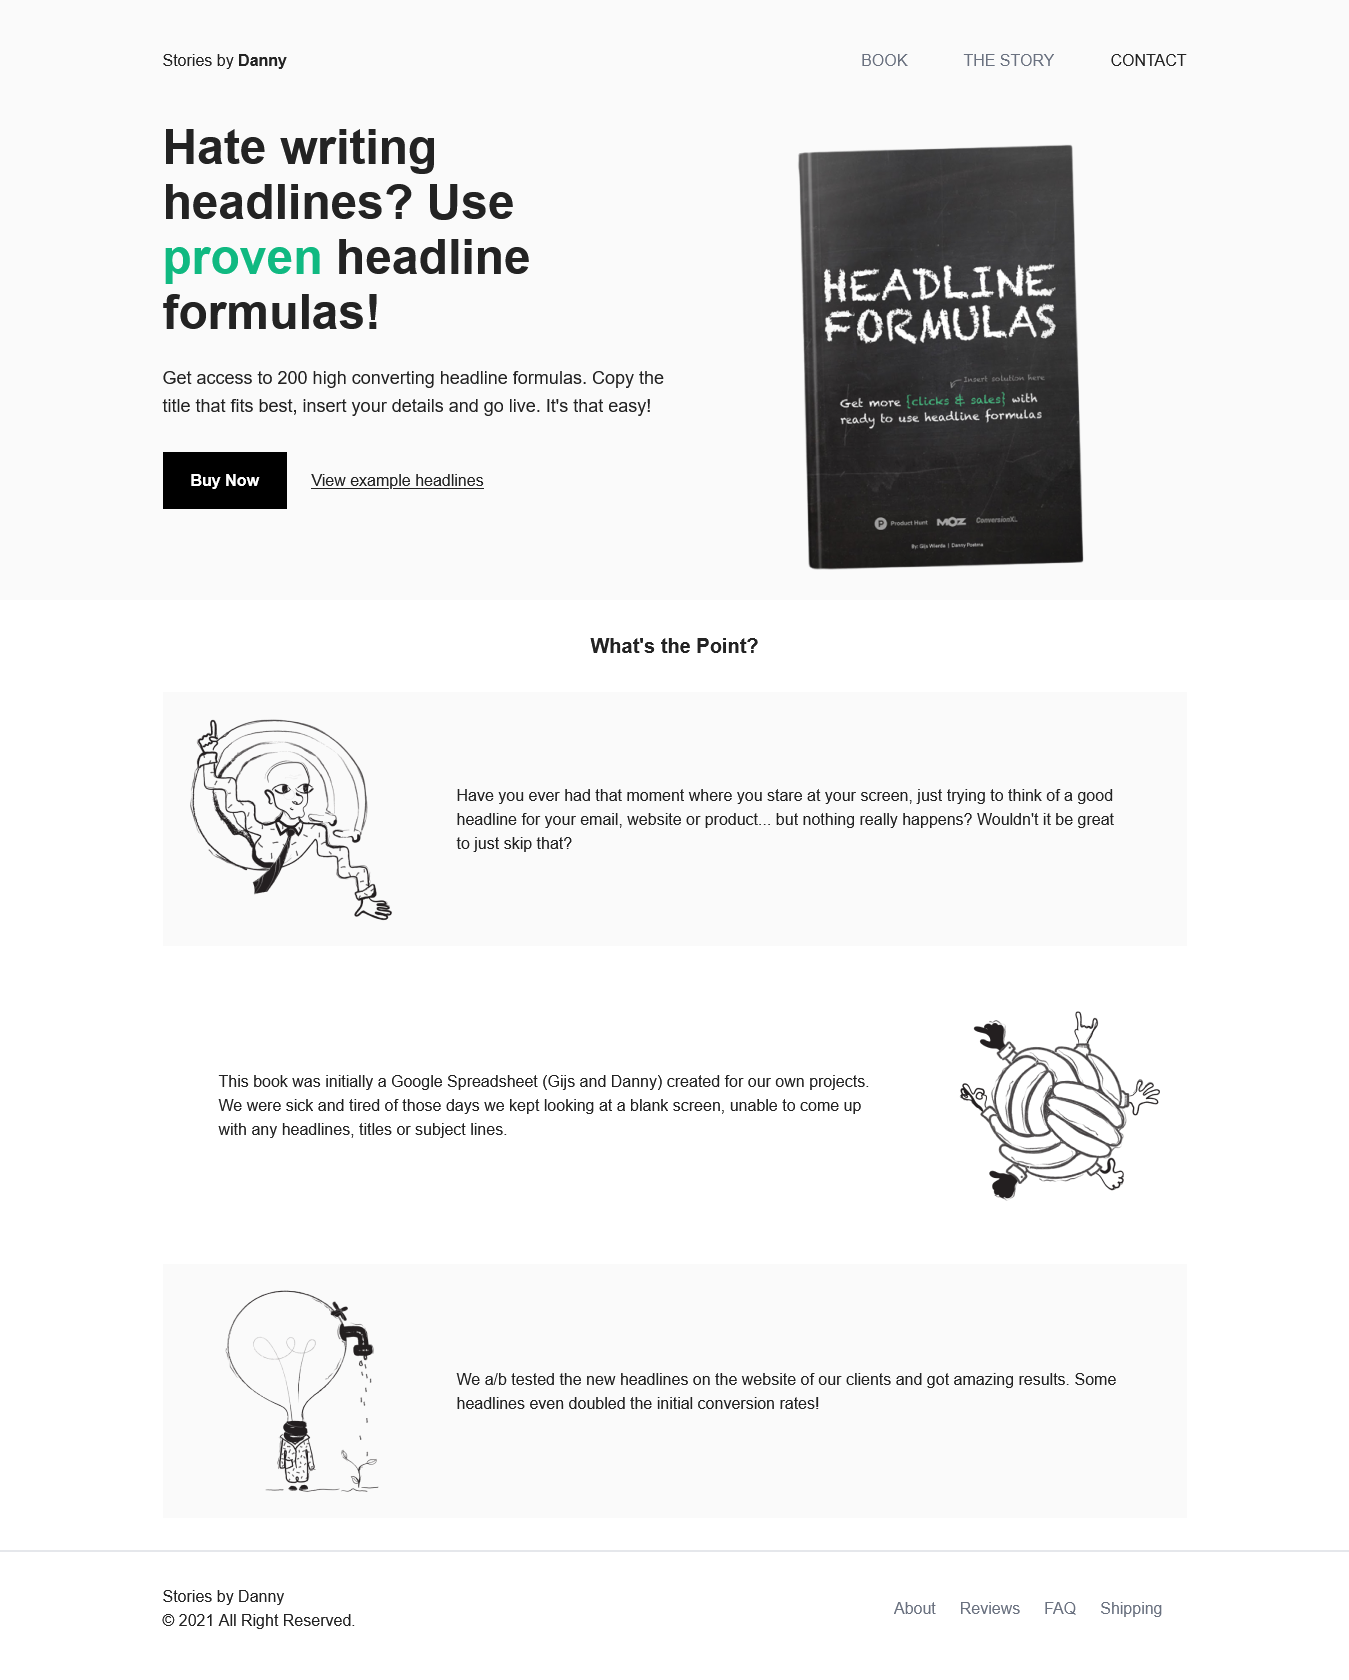 Stories by Danny
BOOK
THE STORY
CONTACT
Hate writing
headlines? Use
proven headline
formulas!
Get access to 200 high converting headline formulas. Copy the
title that fits best, insert your details and go live. It's that easy!
Buy Now
View example headlines
HEADLINE
FORMULAS
Insert solution here
Get more {clicks & sales} with
ready to use headline formulas
Product Hunt
MOZ
ConversionXL
By: Gijs Wierda | Danny Postma
What's the Point?
Have you ever had that moment where you stare at your screen, just trying to think of a good
headline for your email, website or product... but nothing really happens? Wouldn't it be great
to just skip that?
This book was initially a Google Spreadsheet (Gijs and Danny) created for our own projects.
We were sick and tired of those days we kept looking at a blank screen, unable to come up
with any headlines, titles or subject lines.
We a/b tested the new headlines on the website of our clients and got amazing results. Some
headlines even doubled the initial conversion rates!
Stories by Danny
© 2021 All Right Reserved.
About
Reviews
FAQ
Shipping